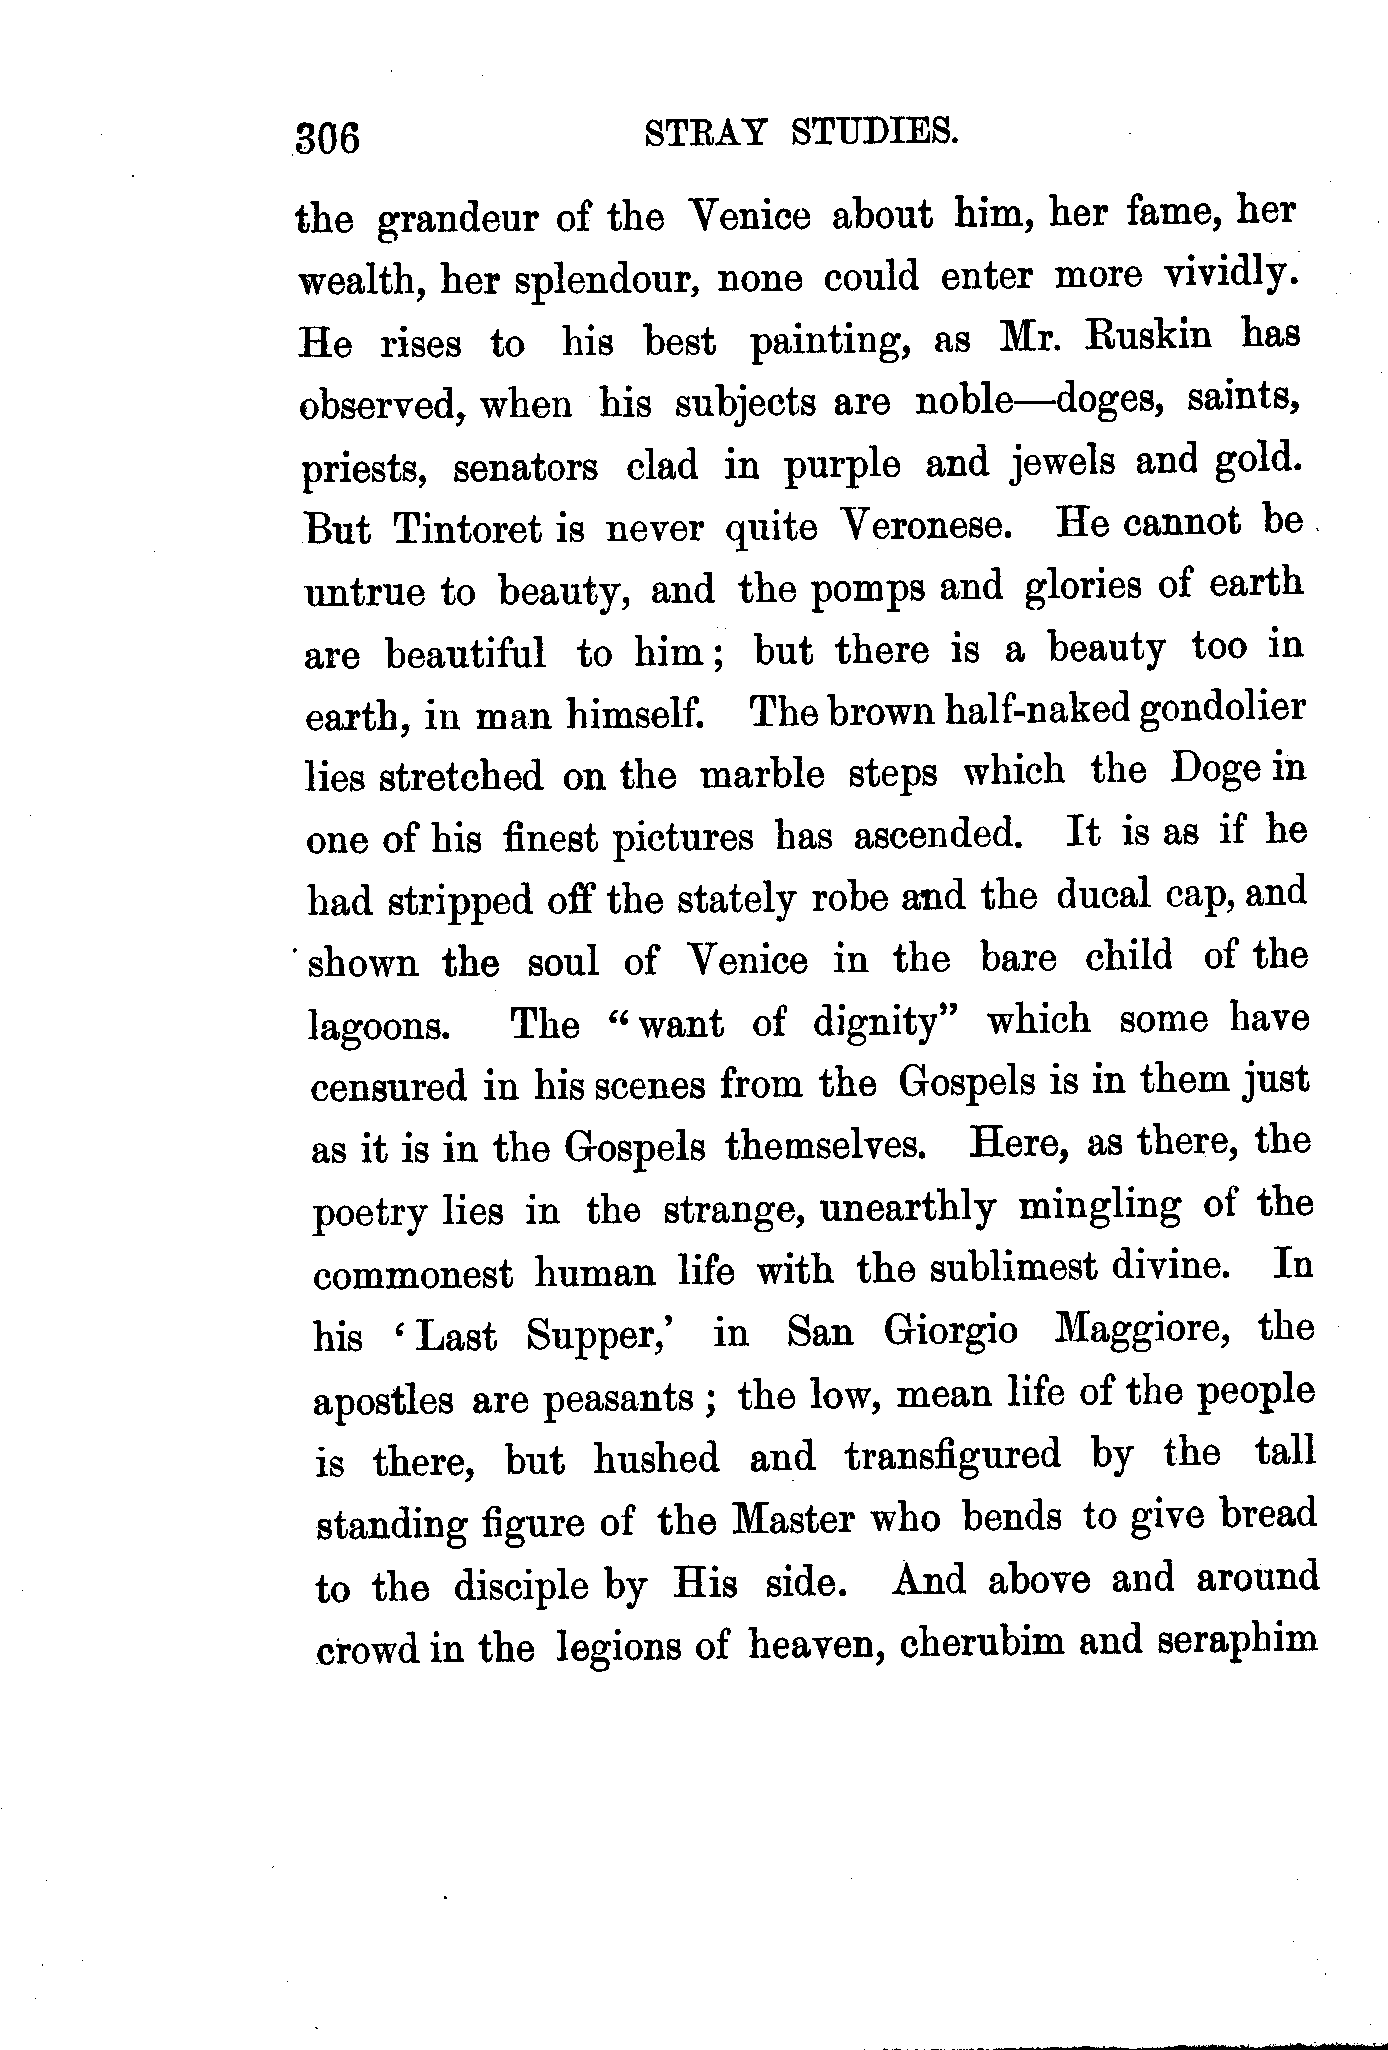 306 STRAY STUDIES.
the grandeur of the Venice about him, her fame, her
wealth, her splendour, none could enter more vividly.
He rises to his best painting, as Mr. Ruskin has
observed, when his subjects are noble—doges, saints,
priests, senators clad in purple and jewels and gold.
But Tintoret is never quite Veronese. He cannot be
untrue to beauty, and the pomps and glories of earth
are beautiful to him; but there is a beauty too in
earth, in man himself. The brown half-naked gondolier
lies stretched on the marble steps which the Doge in
one of his finest pictures has ascended. It is as if he
had stripped off the stately robe and the ducal cap, and
shown the soul of Venice in the bare child of the
lagoons. The "want of dignity" which some have
censured in his scenes from the Gospels is in them just
as it is in the Gospels themselves. Here, as there, the
poetry lies in the strange, unearthly mingling of the
commonest human life with the sublimest divine. In
his 'Last Supper,' in San Giorgio Maggiore, the
apostles are peasants; the low, mean life of the people
is there, but hushed and transfigured by the tall
standing figure of the Master who bends to give bread
to the disciple by His side. And above and around
crowd in the legions of heaven, cherubim and seraphim